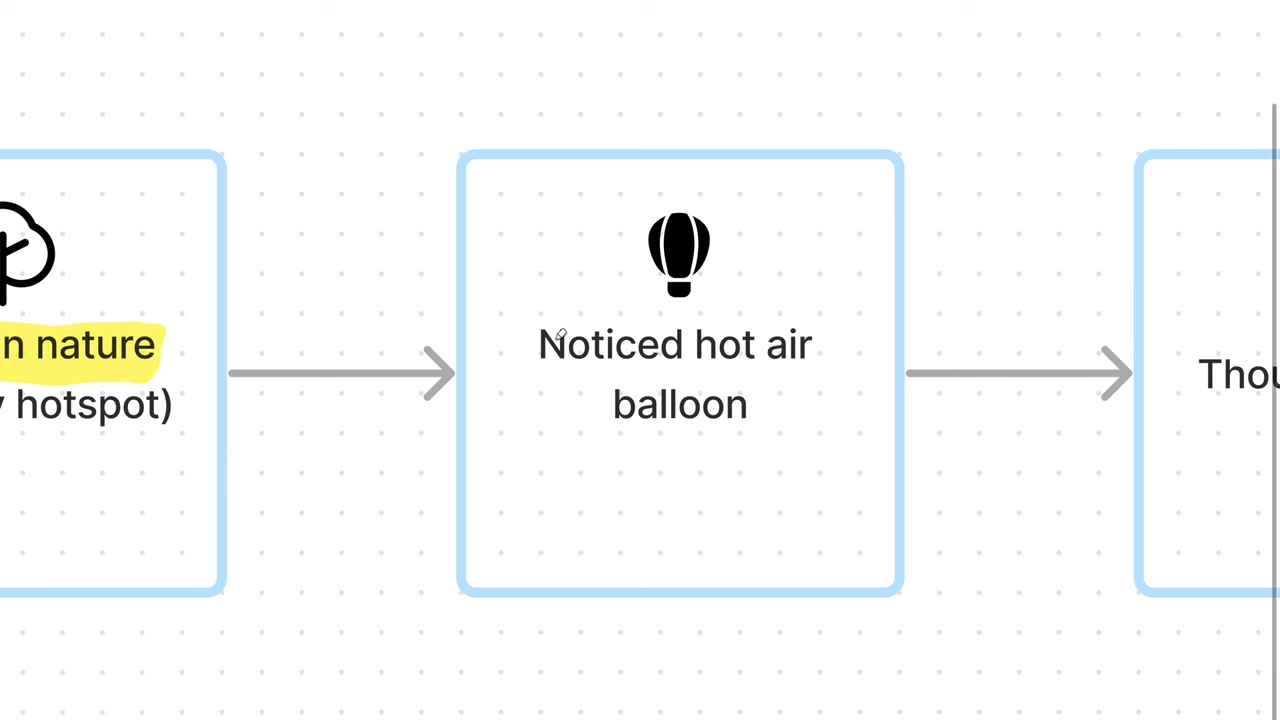 n nature
y hotspot)
Noticed hot air
balloon
Thou